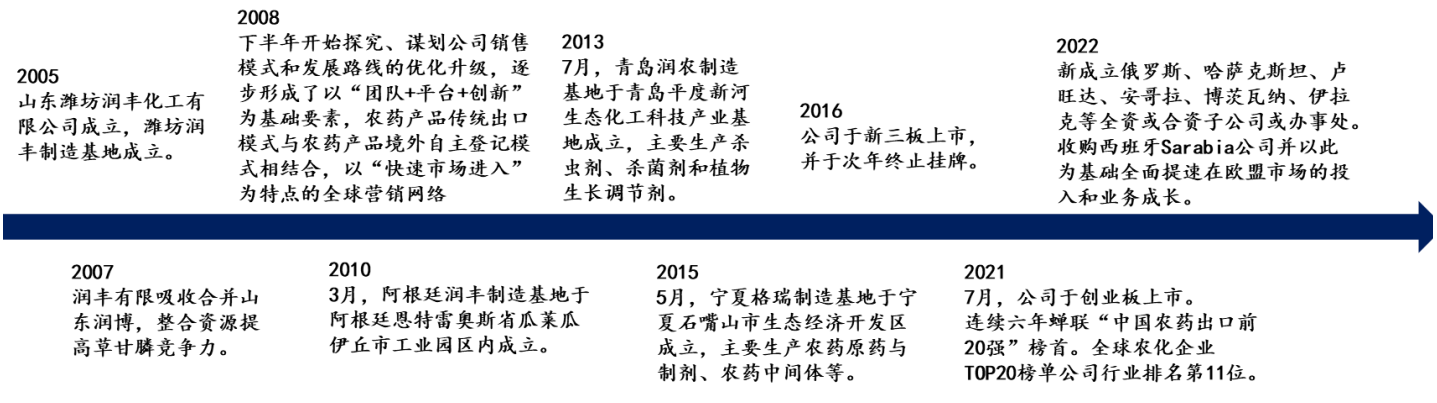 2005
山东潍坊润丰化工有
限公司成立，潍坊润
丰制造基地成立。
2008
下半年开始探究、谋划公司销售
模式和发展路线的优化升级，逐
步形成了以“团队+平台+创新”
为基础要素，农药产品传统出口
模式与农药产品境外自主登记模
式相结合，以“快速市场进入”
为特点的全球营销网络
2013
7月，青岛润农制造
基地于青岛平度新河
生态化工科技产业基
地成立，主要生产杀
虫剂、杀菌剂和植物
生长调节剂。
2016
公司于新三板上市，
并于次年终止挂牌。
2022
新成立俄罗斯、哈萨克斯坦、卢
旺达、安哥拉、博茨瓦纳、伊拉
克等全资或合资子公司或办事处。
收购西班牙Sarabia公司并以此
为基础全面提速在欧盟市场的投
入和业务成长。
2007
润丰有限吸收合并山
东润博，整合资源提
高草甘膦竞争力。
2010
3月，阿根廷润丰制造基地于
阿根廷恩特雷奥斯省瓜莱瓜
伊丘市工业园区内成立。
2015
5月，宁夏格瑞制造基地于宁
夏石嘴山市生态经济开发区
成立，主要生产农药原药与
制剂、农药中间体等。
2021
7月，公司于创业板上市。
连续六年蝉联“中国农药出口前
20强”榜首。全球农化企业
TOP20榜单公司行业排名第11位。